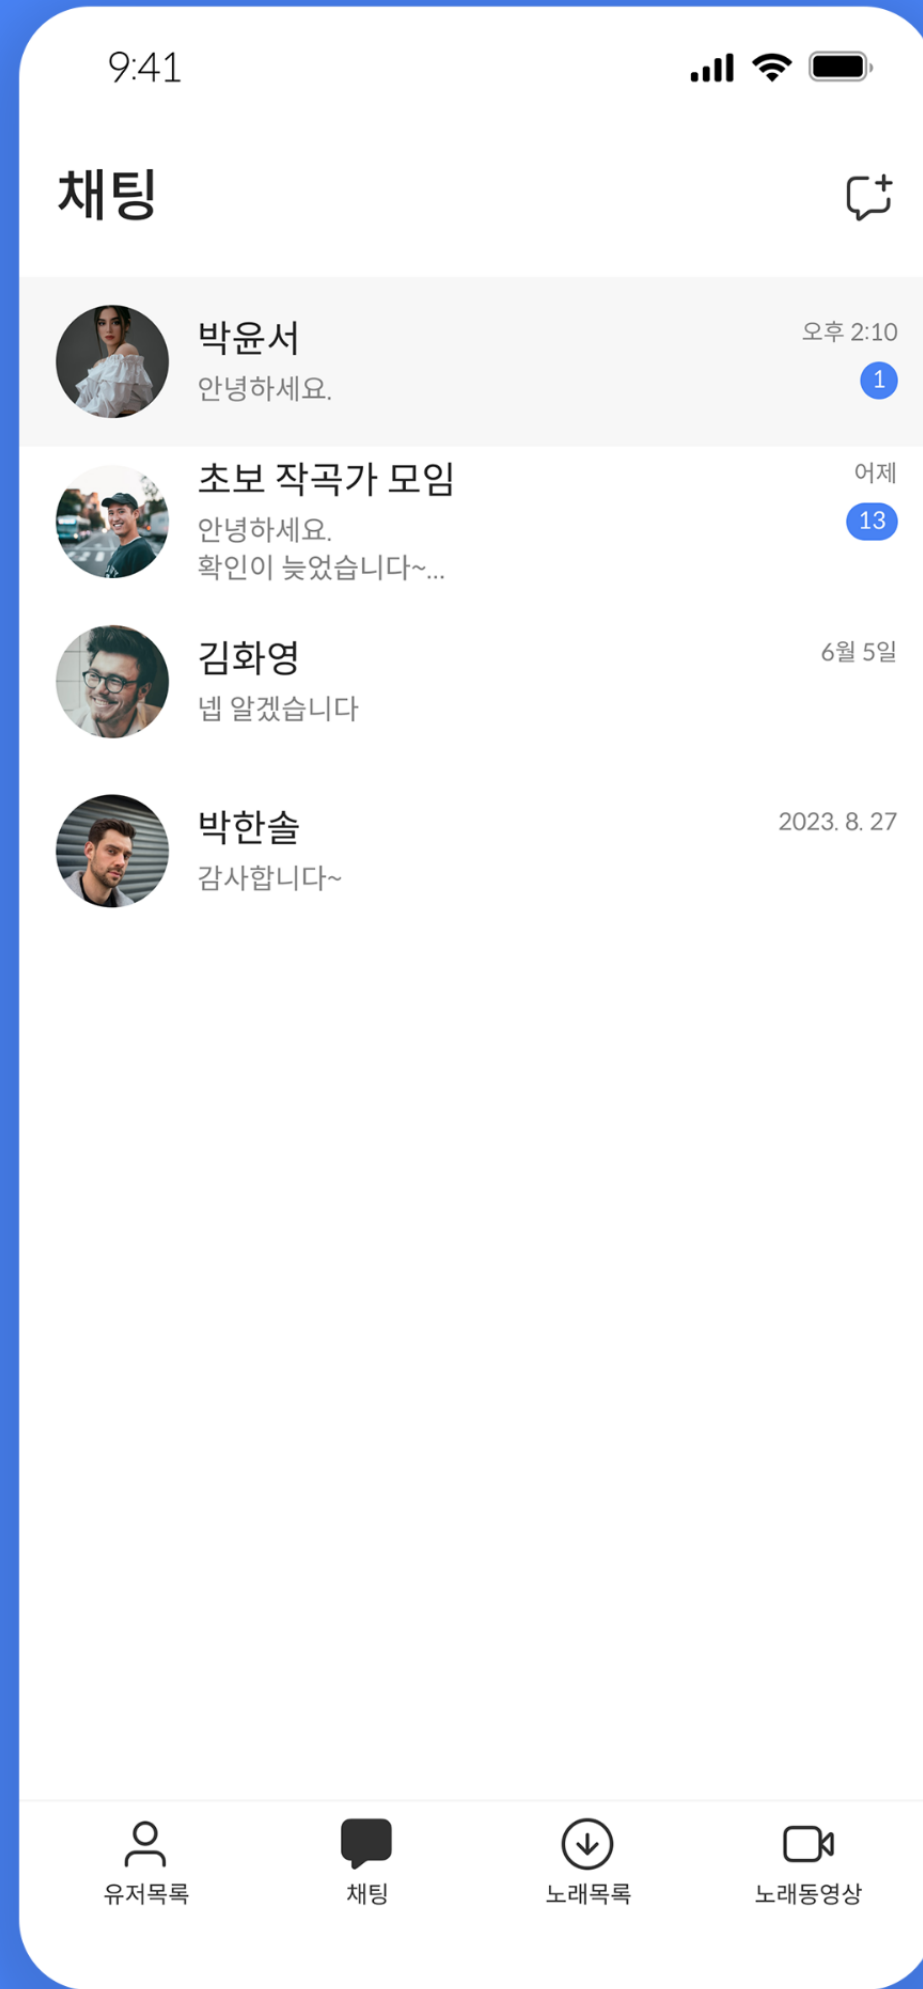 9:41
채팅
박윤서
오후 2:10
안녕하세요.
1
초보 작곡가 모임
어제
안녕하세요.
13
확인이 늦었습니다~...
김화영
6월 5일
넵 알겠습니다
박한솔
2023. 8. 27
감사합니다~
유저목록
채팅
노래목록
노래동영상